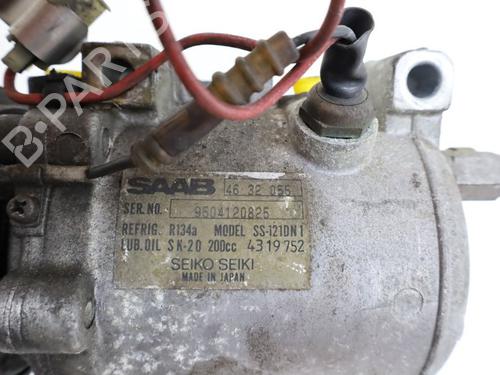 B-PARTS
SAAB 46 32 055
SER.NO. 9504120825
REFRIG. R134a MODEL SS-121DN1
LUB.OIL SK-20 200cc 4319752
SEIKO SEIKI
MADE IN JAPAN